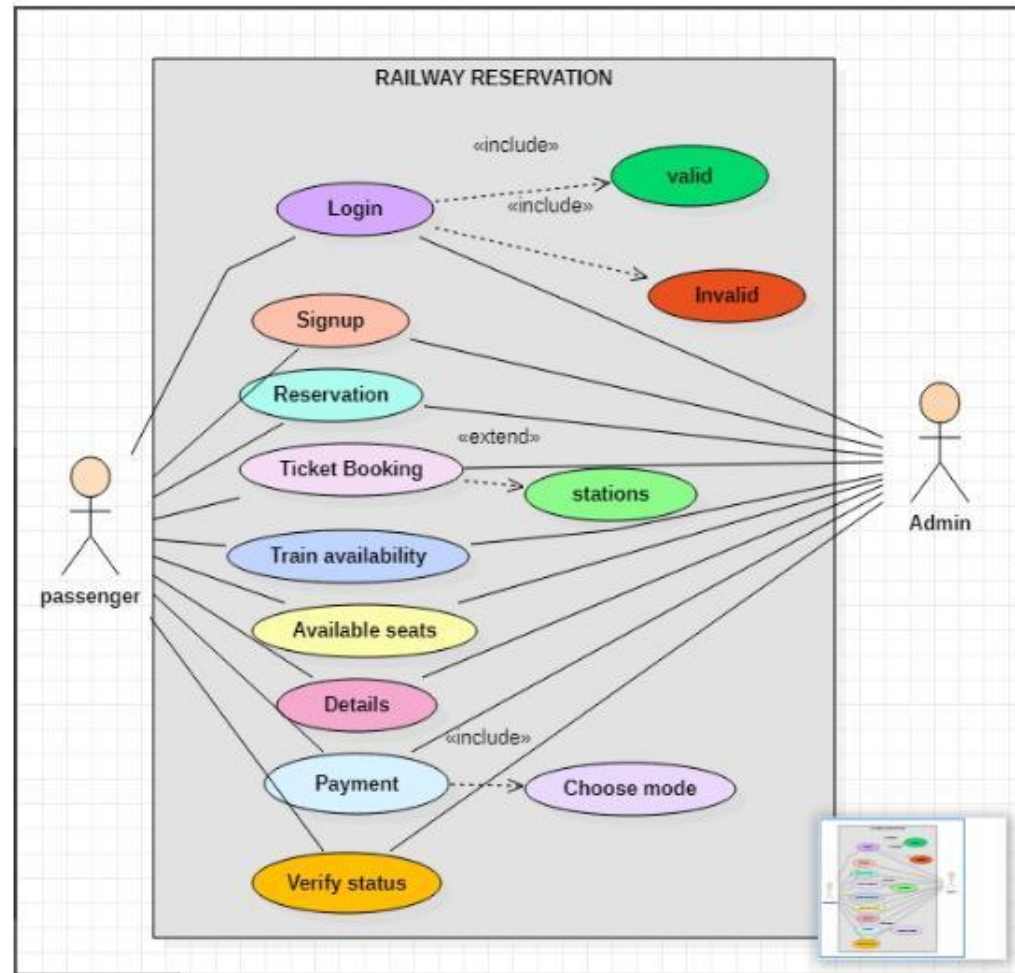 RAILWAY RESERVATION
«include»
valid
«include»
Login
Invalid
Signup
Reservation
«extend»
Ticket Booking
stations
Admin
Train availability
passenger
Available seats
Details
«include»
Payment
Choose mode
Verify status